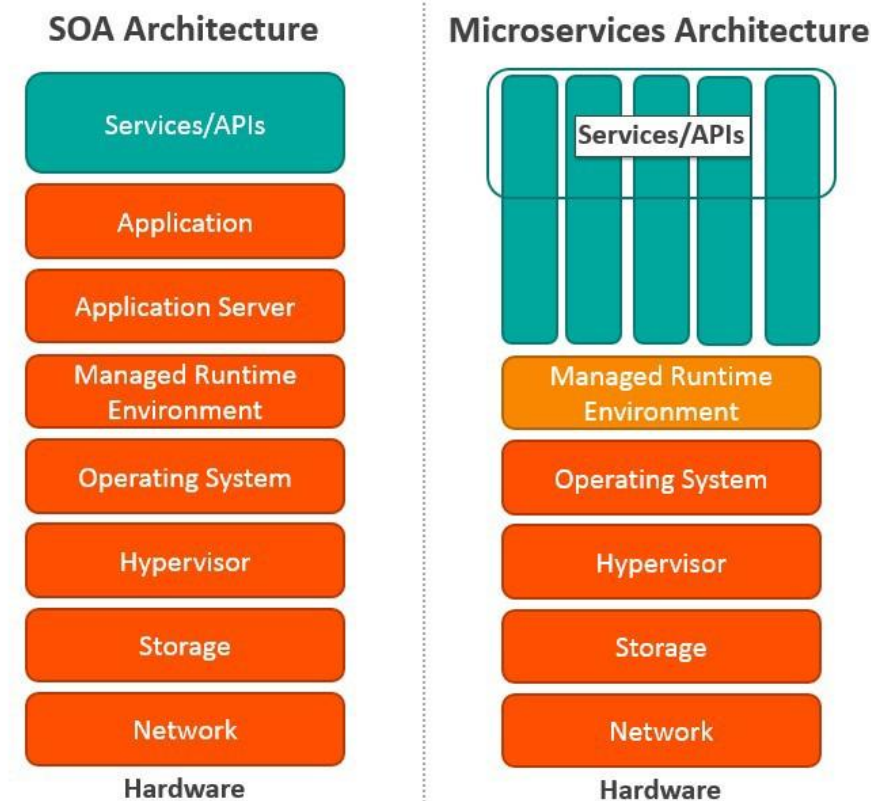 SOA Architecture
Services/APIs
Application
Application Server
Managed Runtime
Environment
Operating System
Hypervisor
Storage
Network
Hardware
Microservices Architecture
Services/APIs
Managed Runtime
Environment
Operating System
Hypervisor
Storage
Network
Hardware